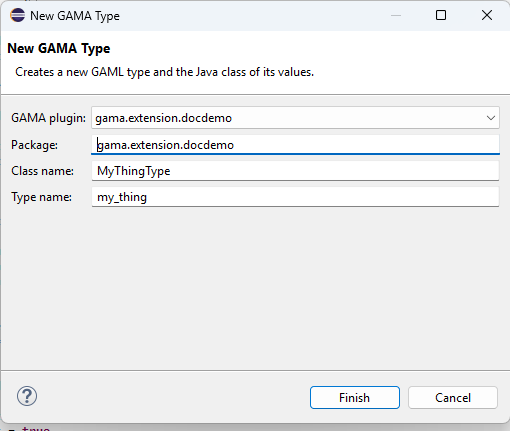 New GAMA Type
New GAMA Type
Creates a new GAML type and the Java class of its values.
GAMA plugin: gama.extension.docdemo
Package: gama.extension.docdemo
Class name: MyThingType
Type name: my_thing
? Finish Cancel
true